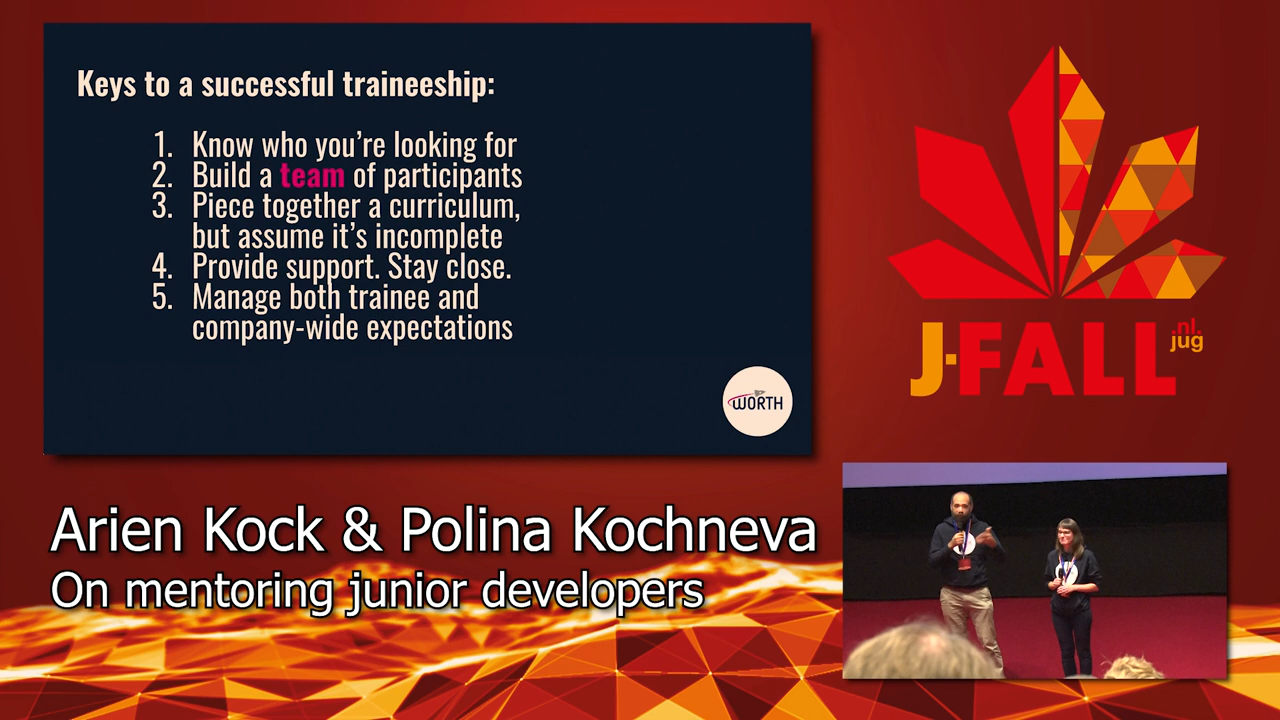 Keys to a successful traineeship:
1. Know who you're looking for
2. Build a team of participants
3. Piece together a curriculum,
but assume it's incomplete
4. Provide support. Stay close.
5. Manage both trainee and
company-wide expectations
WORTH
J-FALL
.nl.
jug
Arien Kock & Polina Kochneva
On mentoring junior developers